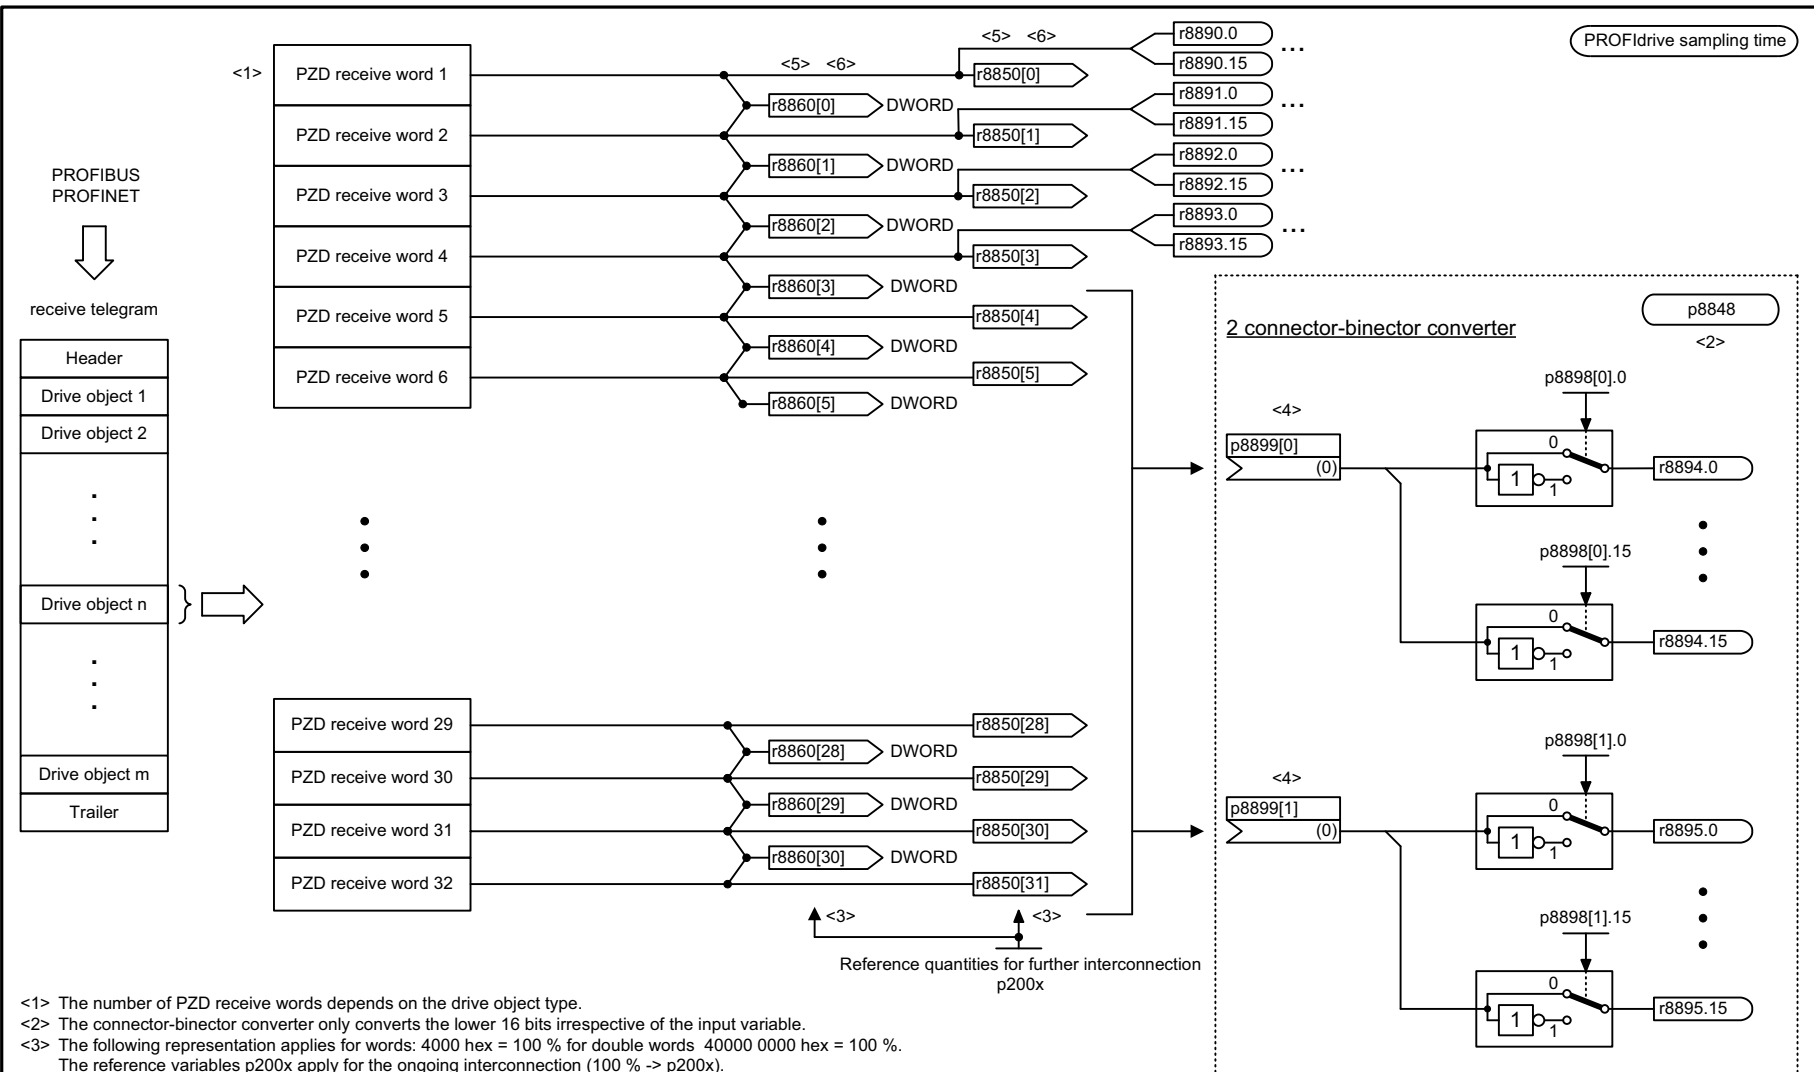 <5> <6>
r8890.0
...
PROFIdrive sampling time
<1>
PZD receive word 1
<5> <6>
r8850[0]
r8890.15
r8860[0] DWORD
r8891.0
...
PZD receive word 2
r8850[1]
r8891.15
r8860[1] DWORD
r8892.0
...
PZD receive word 3
r8850[2]
r8892.15
r8860[2] DWORD
r8893.0
...
PZD receive word 4
r8850[3]
r8893.15
r8860[3] DWORD
PZD receive word 5
r8850[4]
r8860[4] DWORD
PZD receive word 6
r8850[5]
r8860[5] DWORD
PROFIBUS
PROFINET
receive telegram
Header
Drive object 1
Drive object 2
Drive object n
}
Drive object m
Trailer
PZD receive word 29
r8850[28]
r8860[28] DWORD
PZD receive word 30
r8850[29]
r8860[29] DWORD
PZD receive word 31
r8850[30]
r8860[30] DWORD
PZD receive word 32
r8850[31]
<3>
<3>
Reference quantities for further interconnection
p200x
2 connector-binector converter
p8848
<2>
p8898[0].0
<4>
p8899[0]
(0)
0
1
1
r8894.0
p8898[0].15
0
1
1
r8894.15
p8898[1].0
<4>
p8899[1]
(0)
0
1
1
r8895.0
p8898[1].15
0
1
1
r8895.15
<1> The number of PZD receive words depends on the drive object type.
<2> The connector-binector converter only converts the lower 16 bits irrespective of the input variable.
<3> The following representation applies for words: 4000 hex = 100 % for double words 40000 0000 hex = 100 %.
The reference variables p200x apply for the ongoing interconnection (100 % -> p200x).